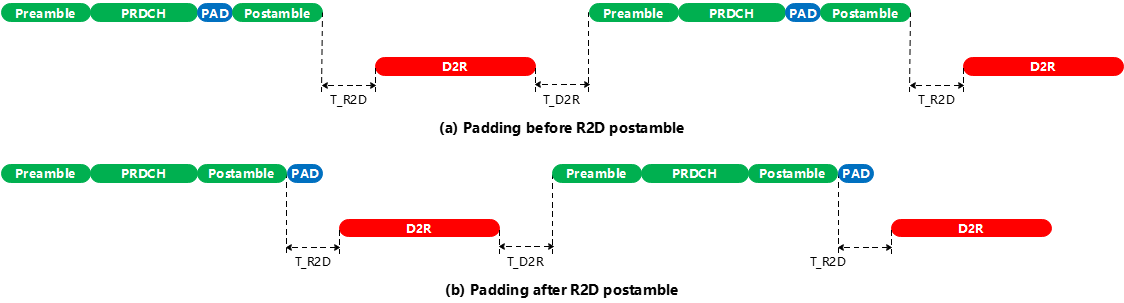 Preamble PRDCH PAD Postamble Preamble PRDCH PAD Postamble
D2R D2R
T_R2D T_D2R T_R2D
(a) Padding before R2D postamble
Preamble PRDCH Postamble PAD Preamble PRDCH Postamble PAD
D2R D2R
T_R2D T_D2R T_R2D
(b) Padding after R2D postamble